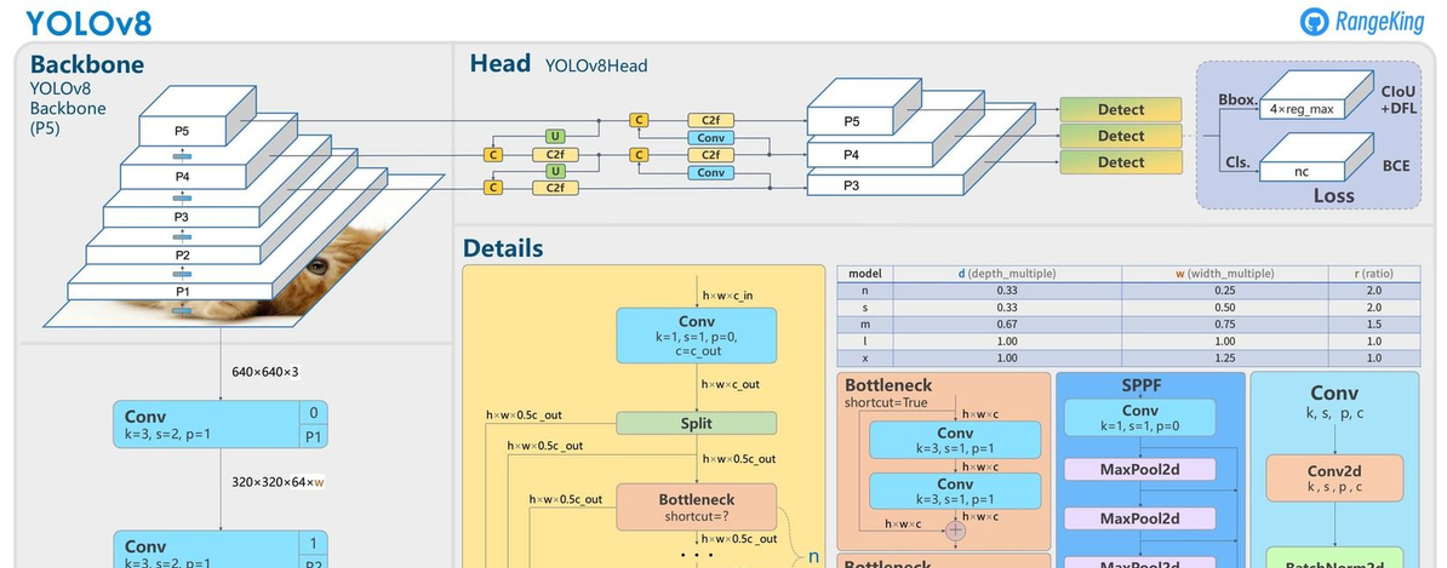 YOLOv8
RangeKing
Backbone
YOLOv8
Backbone
(P5)
P5
P4
P3
P2
P1
Head YOLOv8Head
C C2f
U Conv
C C2f C C2f
U Conv
C C2f
P5
P4
P3
Detect
Detect
Detect
Bbox. 4×reg_max CIoU
+DFL
Cls. nc BCE
Loss
640×640×3
Conv
k=3, s=2, p=1
0
P1
320×320×64×w
Conv
k=3, s=2, p=1
1
P2
Details
h×w×c_in
Conv
k=1, s=1, p=0,
c=c_out
h×w×c_out
h×w×0.5c_out
Split
h×w×0.5c_out
h×w×0.5c_out
h×w×0.5c_out
Bottleneck
shortcut=?
h×w×0.5c_out
...
n
model d (depth_multiple) w (width_multiple) r (ratio)
n 0.33 0.25 2.0
s 0.33 0.50 2.0
m 0.67 0.75 1.5
l 1.00 1.00 1.0
x 1.00 1.25 1.0
Bottleneck
shortcut=True
h×w×c
Conv
k=3, s=1, p=1
h×w×c
Conv
k=3, s=1, p=1
h×w×c
h×w×c
+
Bottleneck
SPPF
Conv
k=1, s=1, p=0
MaxPool2d
MaxPool2d
MaxPool2d
Conv
k, s, p, c
Conv2d
k, s, p, c
BatchNorm2d